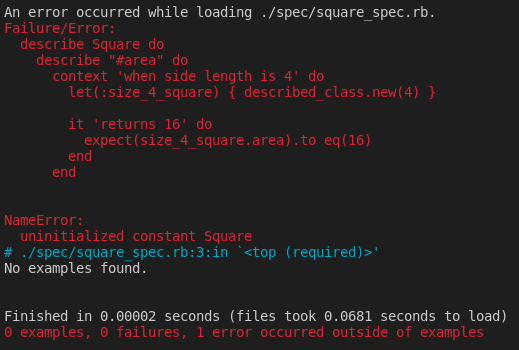 An error occurred while loading ./spec/square_spec.rb.
Failure/Error:
  describe Square do
    describe "#area" do
      context 'when side length is 4' do
        let(:size_4_square) { described_class.new(4) }

        it 'returns 16' do
          expect(size_4_square.area).to eq(16)
        end
      end


NameError:
  uninitialized constant Square
# ./spec/square_spec.rb:3:in `<top (required)>'
No examples found.


Finished in 0.00002 seconds (files took 0.0681 seconds to load)
0 examples, 0 failures, 1 error occurred outside of examples